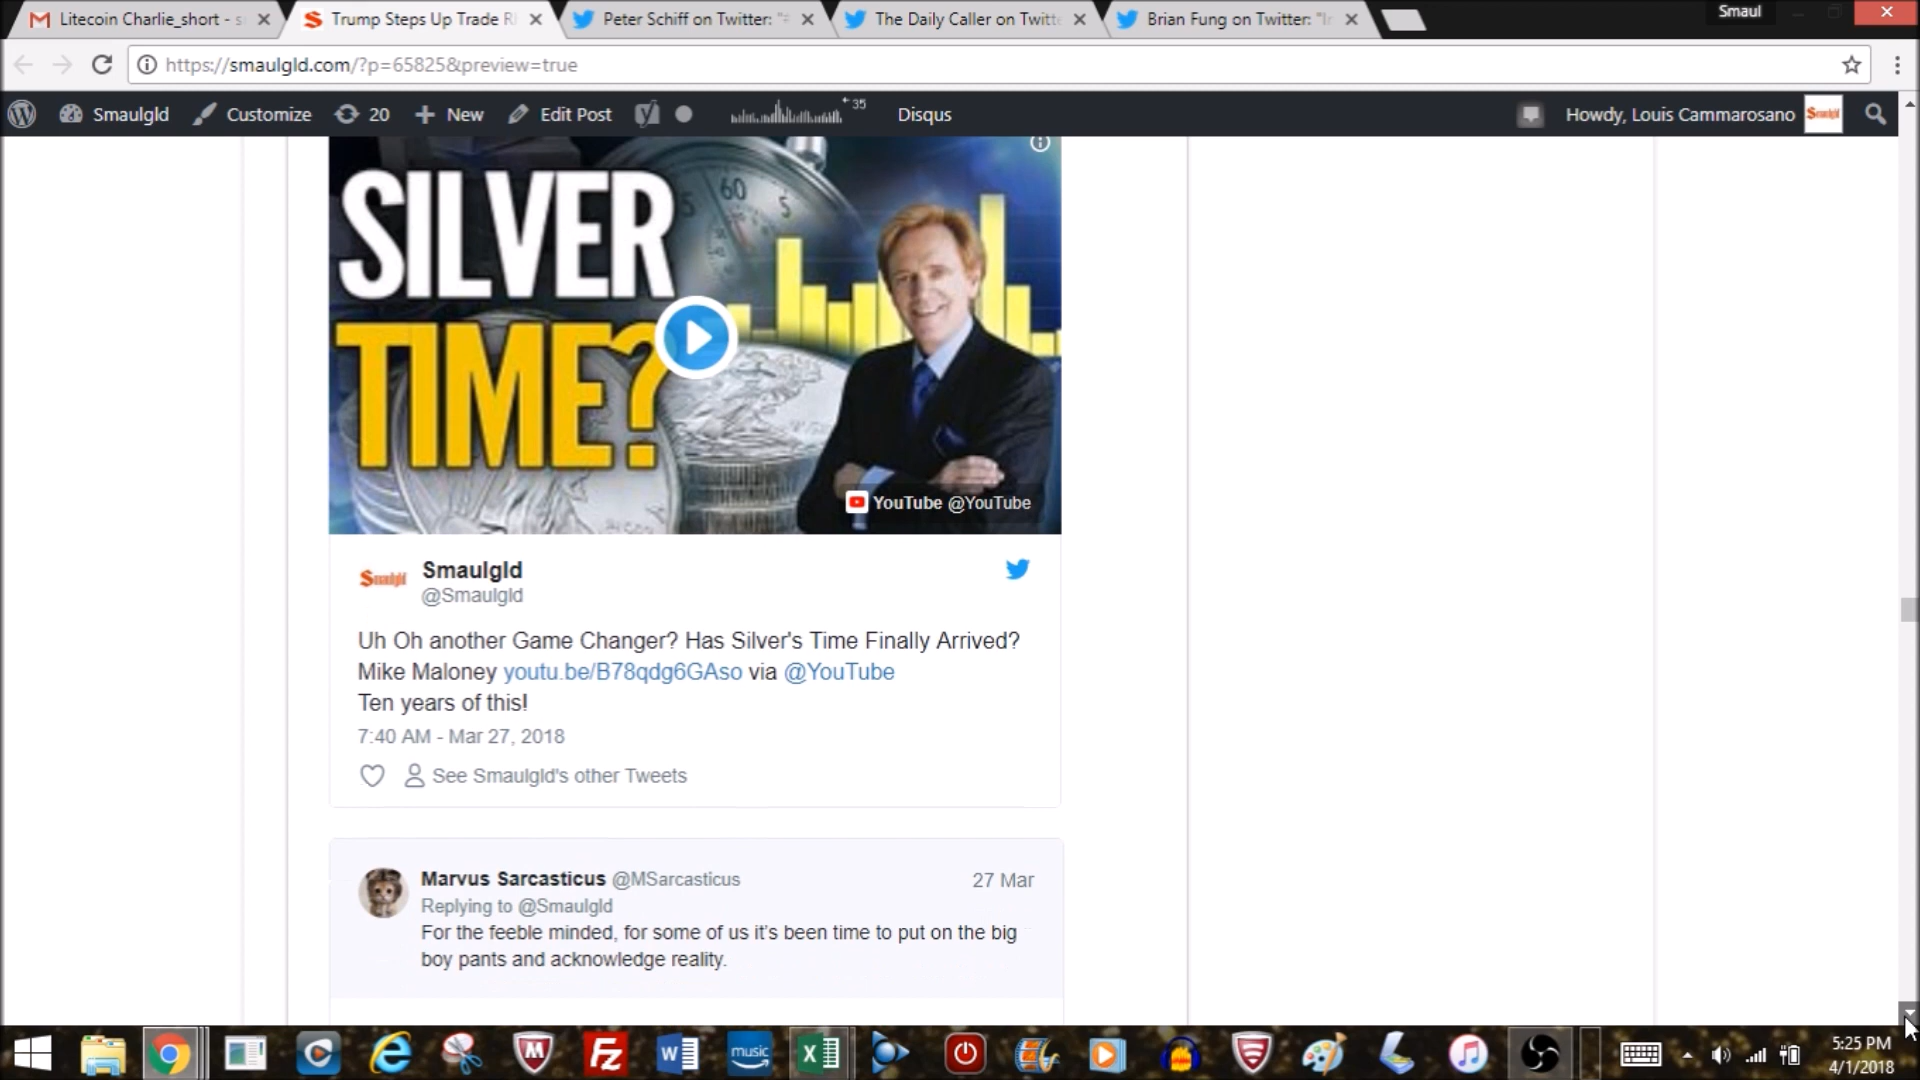 Litecoin Charlie_short - s
Trump Steps Up Trade R
Peter Schiff on Twitter: "#
The Daily Caller on Twitt
Brian Fung on Twitter: "I
Smaul
https://smaulgld.com/?p=65825&preview=true
Smaulgld
Customize
20
New
Edit Post
35
Disqus
Howdy, Louis Cammarosano
Smaulgld
60
5
SILVER
TIME?
YouTube @YouTube
Smaulgld
Smaulgld
@Smaulgld
Uh Oh another Game Changer? Has Silver's Time Finally Arrived?
Mike Maloney youtu.be/B78qdg6GAso via @YouTube
Ten years of this!
7:40 AM - Mar 27, 2018
See Smaulgld's other Tweets
Marvus Sarcasticus @MSarcasticus
27 Mar
Replying to @Smaulgld
For the feeble minded, for some of us it's been time to put on the big
boy pants and acknowledge reality.
music
5:25 PM
4/1/2018